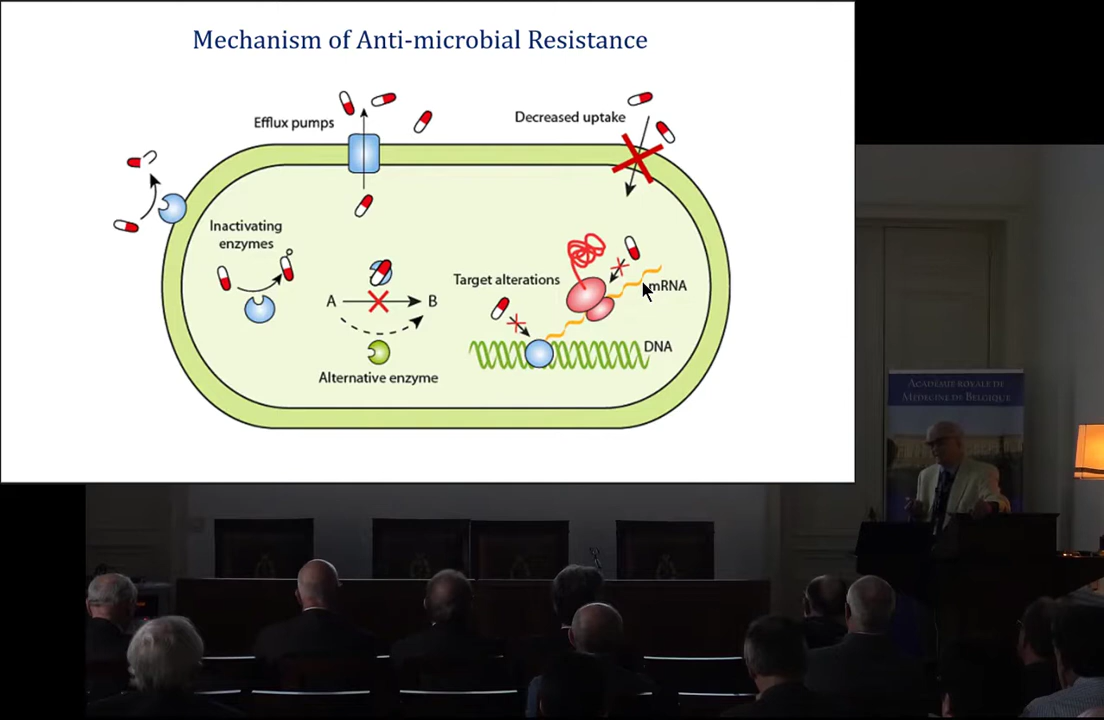 Mechanism of Anti-microbial Resistance
Efflux pumps
Decreased uptake
Inactivating
enzymes
A
B
Target alterations
mRNA
DNA
Alternative enzyme
ACADÉMIE ROYALE DE
MÉDECINE DE BELGIQUE